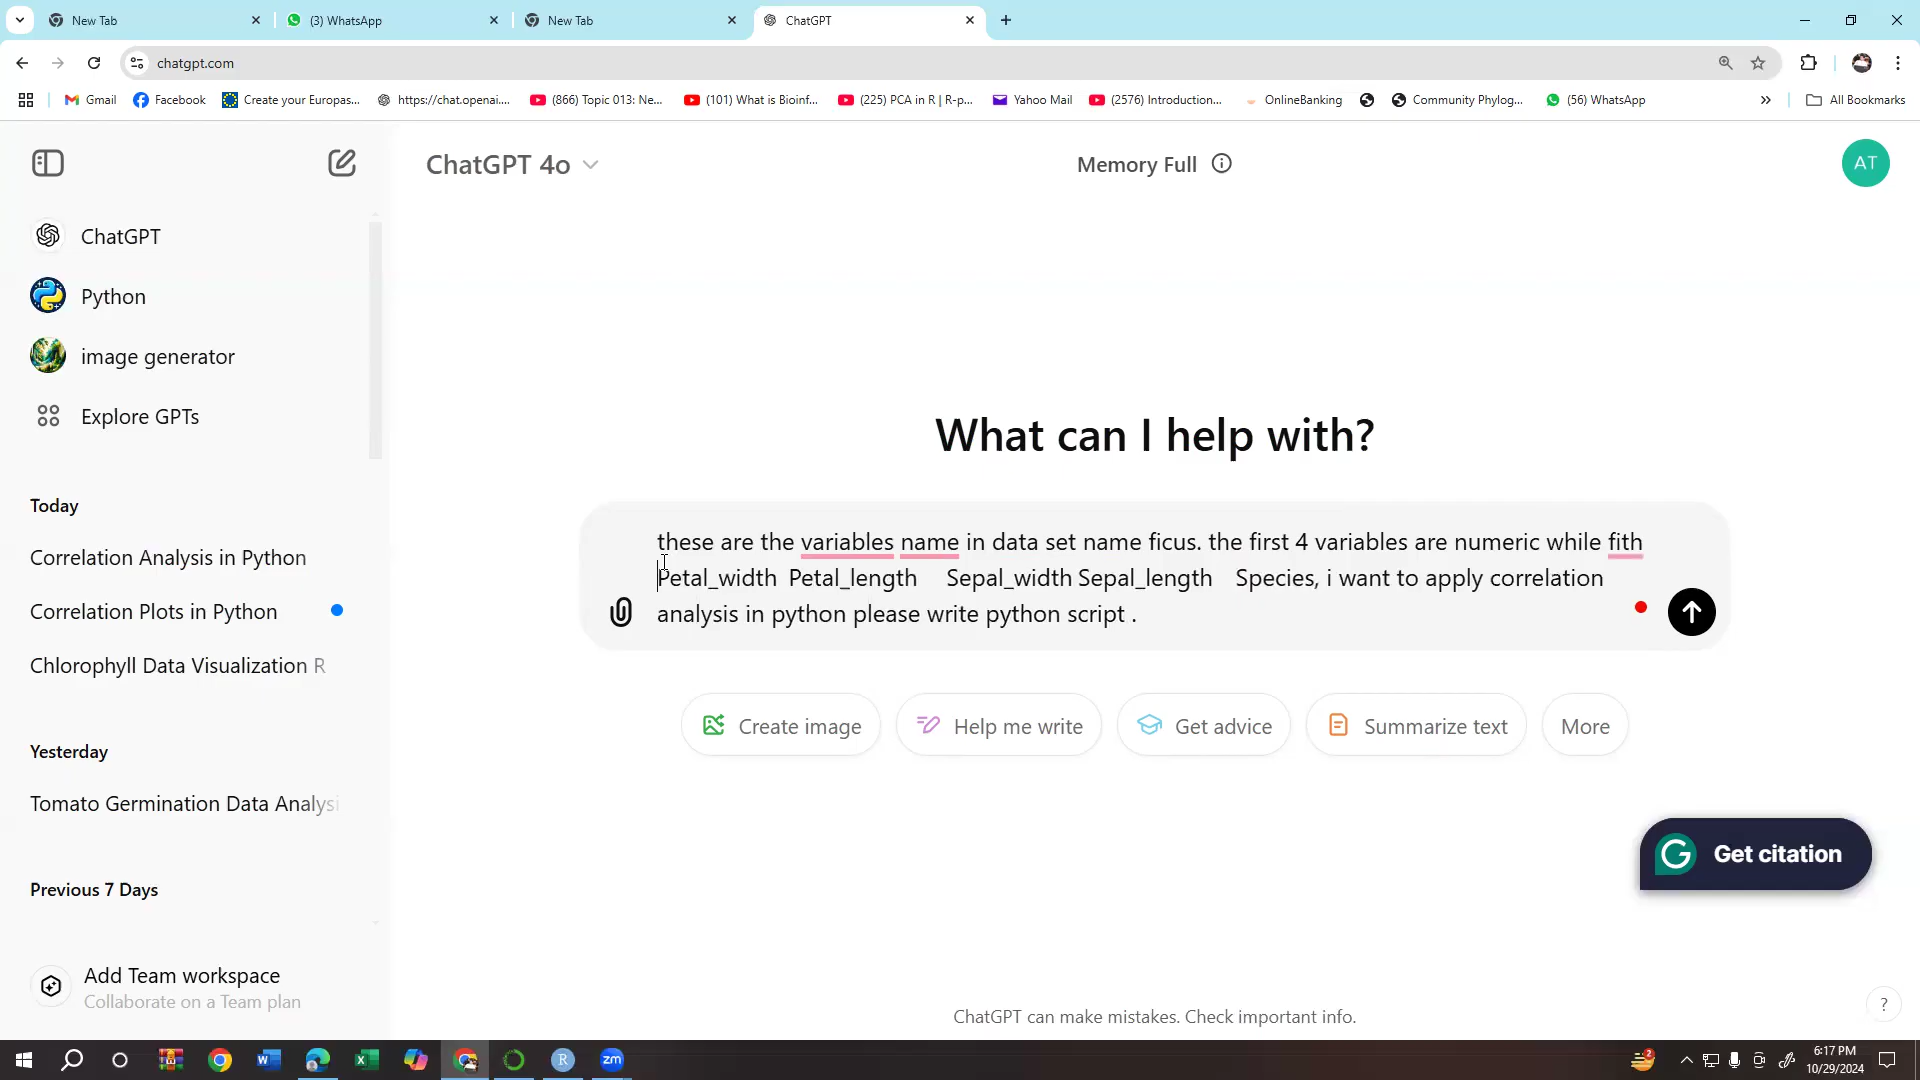 New Tab
(3) WhatsApp
New Tab
ChatGPT
chatgpt.com
Gmail
Facebook
Create your Europas...
https://chat.openai....
(866) Topic 013: Ne...
(101) What is Bioinf...
(225) PCA in R | R-p...
Yahoo Mail
(2576) Introduction...
OnlineBanking
Community Phylog...
(56) WhatsApp
All Bookmarks
ChatGPT 4o
Memory Full
AT
ChatGPT
Python
image generator
Explore GPTs
Today
Correlation Analysis in Python
Correlation Plots in Python
Chlorophyll Data Visualization R
Yesterday
Tomato Germination Data Analysi
Previous 7 Days
Add Team workspace
Collaborate on a Team plan
What can I help with?
these are the variables name in data set name ficus. the first 4 variables are numeric while fith
Petal_width Petal_length Sepal_width Sepal_length Species, i want to apply correlation
analysis in python please write python script .
Create image
Help me write
Get advice
Summarize text
More
G Get citation
ChatGPT can make mistakes. Check important info.
?
W
X
R
zm
2
6:17 PM
10/29/2024